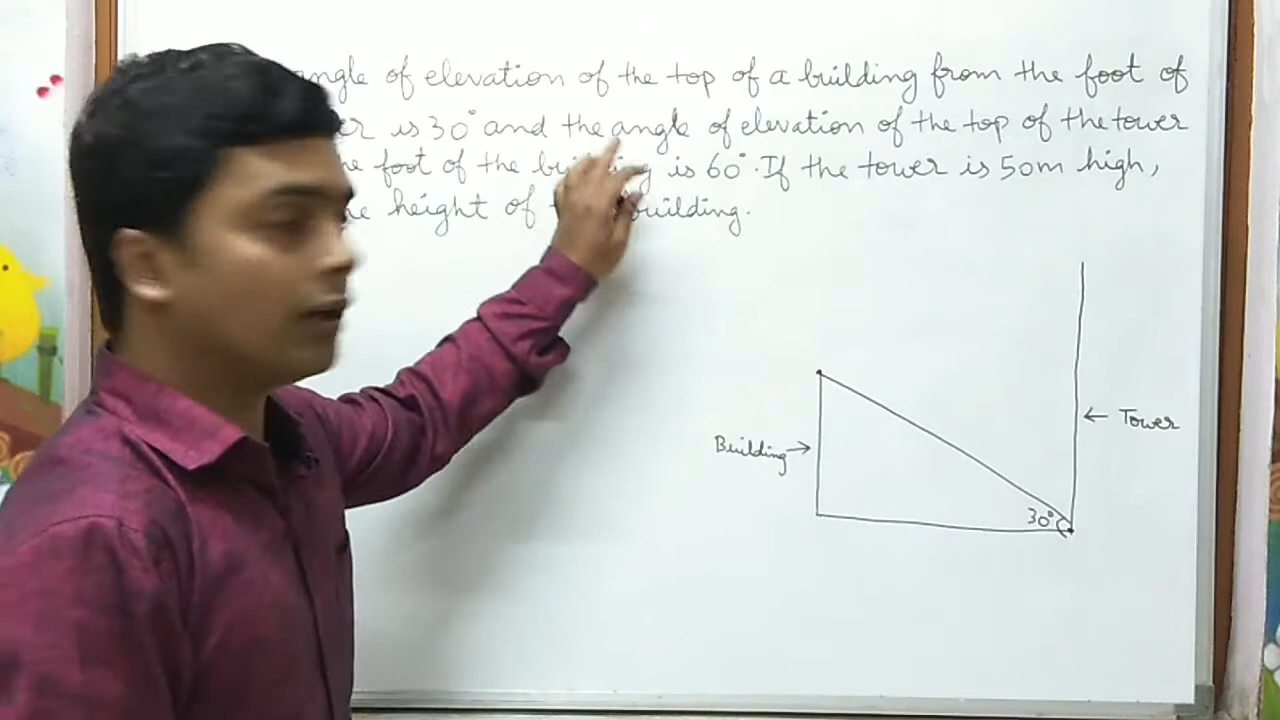 angle of elevation of the top of a building from the foot of
is 30° and the angle of elevation of the top of the tower
foot of the building is 60°. If the tower is 50m high,
height of building.
Building →
← Tower
30°